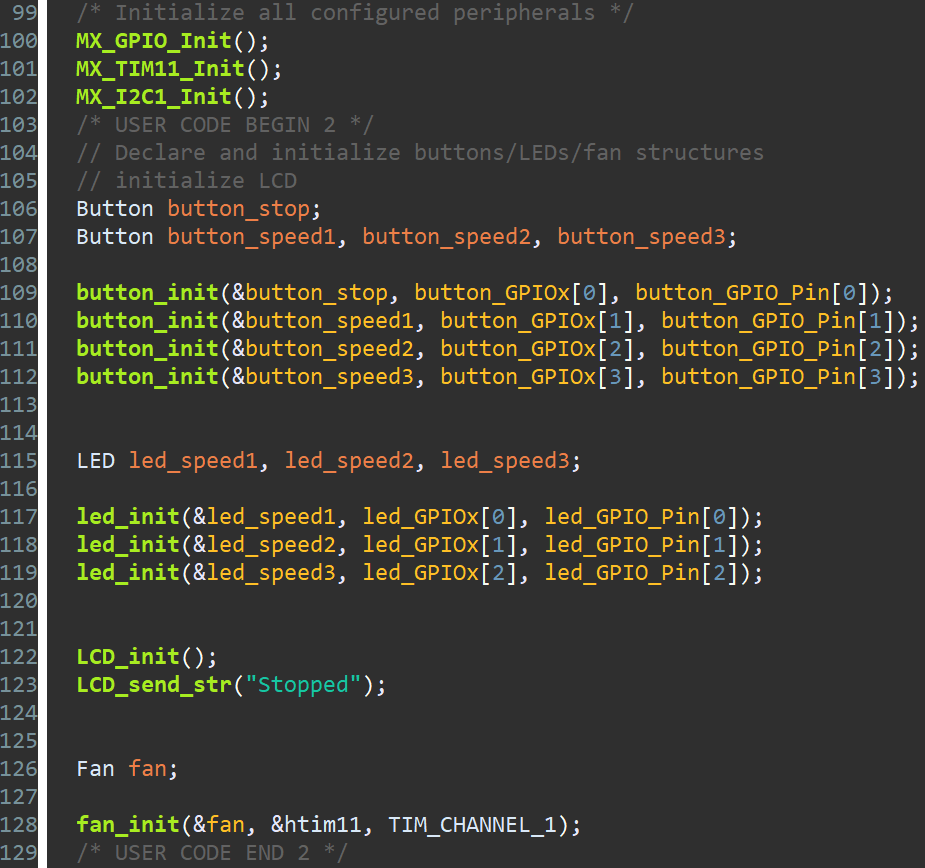 99 /* Initialize all configured peripherals */
100 MX_GPIO_Init();
101 MX_TIM11_Init();
102 MX_I2C1_Init();
103 /* USER CODE BEGIN 2 */
104 // Declare and initialize buttons/LEDs/fan structures
105 // initialize LCD
106 Button button_stop;
107 Button button_speed1, button_speed2, button_speed3;
108
109 button_init(&button_stop, button_GPIOx[0], button_GPIO_Pin[0]);
110 button_init(&button_speed1, button_GPIOx[1], button_GPIO_Pin[1]);
111 button_init(&button_speed2, button_GPIOx[2], button_GPIO_Pin[2]);
112 button_init(&button_speed3, button_GPIOx[3], button_GPIO_Pin[3]);
113
114
115 LED led_speed1, led_speed2, led_speed3;
116
117 led_init(&led_speed1, led_GPIOx[0], led_GPIO_Pin[0]);
118 led_init(&led_speed2, led_GPIOx[1], led_GPIO_Pin[1]);
119 led_init(&led_speed3, led_GPIOx[2], led_GPIO_Pin[2]);
120
121
122 LCD_init();
123 LCD_send_str("Stopped");
124
125
126 Fan fan;
127
128 fan_init(&fan, &htim11, TIM_CHANNEL_1);
129 /* USER CODE END 2 */